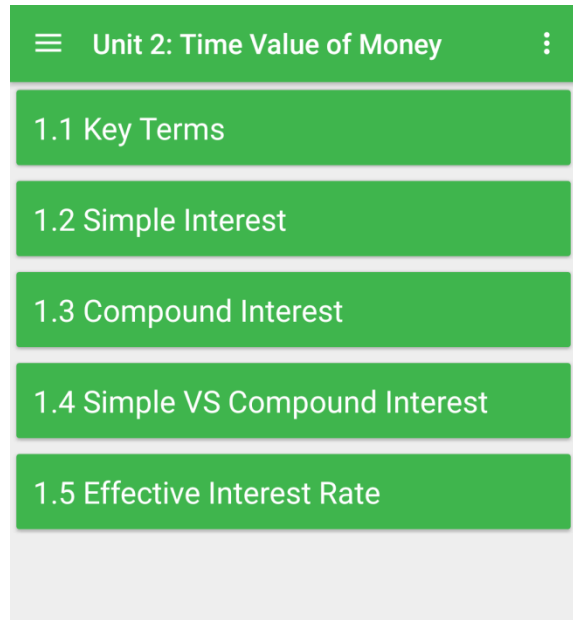 Unit 2: Time Value of Money
1.1 Key Terms
1.2 Simple Interest
1.3 Compound Interest
1.4 Simple VS Compound Interest
1.5 Effective Interest Rate